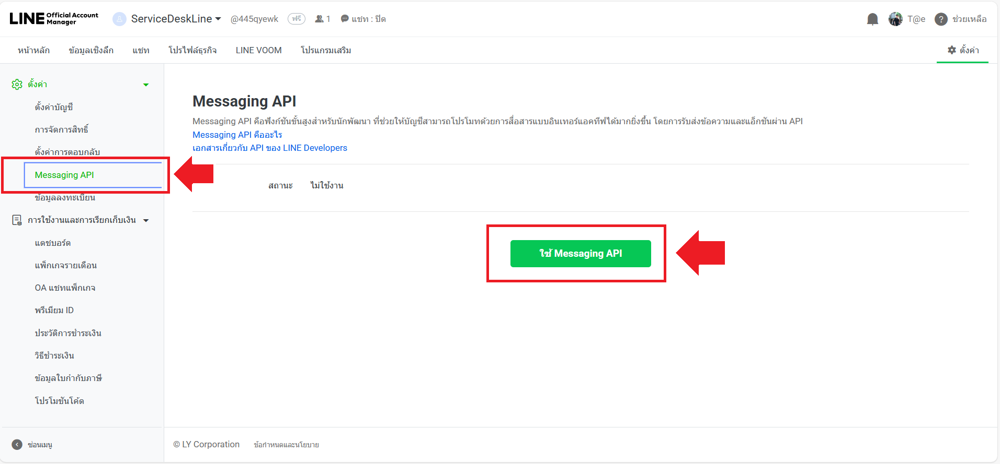 LINE Official Account Manager
ServiceDeskLine @445qyewk ฟรี 1 แชท : ปิด T@e ? ช่วยเหลือ
หน้าหลัก ข้อมูลเชิงลึก แชท โปรไฟล์ธุรกิจ LINE VOOM โปรแกรมเสริม ตั้งค่า
ตั้งค่า
ตั้งค่าบัญชี
การจัดการสิทธิ์
ตั้งค่าการตอบกลับ
Messaging API
ข้อมูลลงทะเบียน
การใช้งานและการเรียกเก็บเงิน
แดชบอร์ด
แพ็กเกจรายเดือน
OA แชทแพ็กเกจ
พรีเมียม ID
ประวัติการชำระเงิน
วิธีชำระเงิน
ข้อมูลใบกำกับภาษี
โปรโมชันโค้ด
ซ่อนเมนู
Messaging API
Messaging API คือฟังก์ชันขั้นสูงสำหรับนักพัฒนา ที่ช่วยให้บัญชีสามารถโปรโมทด้วยการสื่อสารแบบอินเทอร์แอคทีฟได้มากยิ่งขึ้น โดยการรับส่งข้อความและแอ็กชันผ่าน API
Messaging API คืออะไร
เอกสารเกี่ยวกับ API ของ LINE Developers
สถานะ ไม่ใช้งาน
ใช้ Messaging API
© LY Corporation ข้อกำหนดและนโยบาย